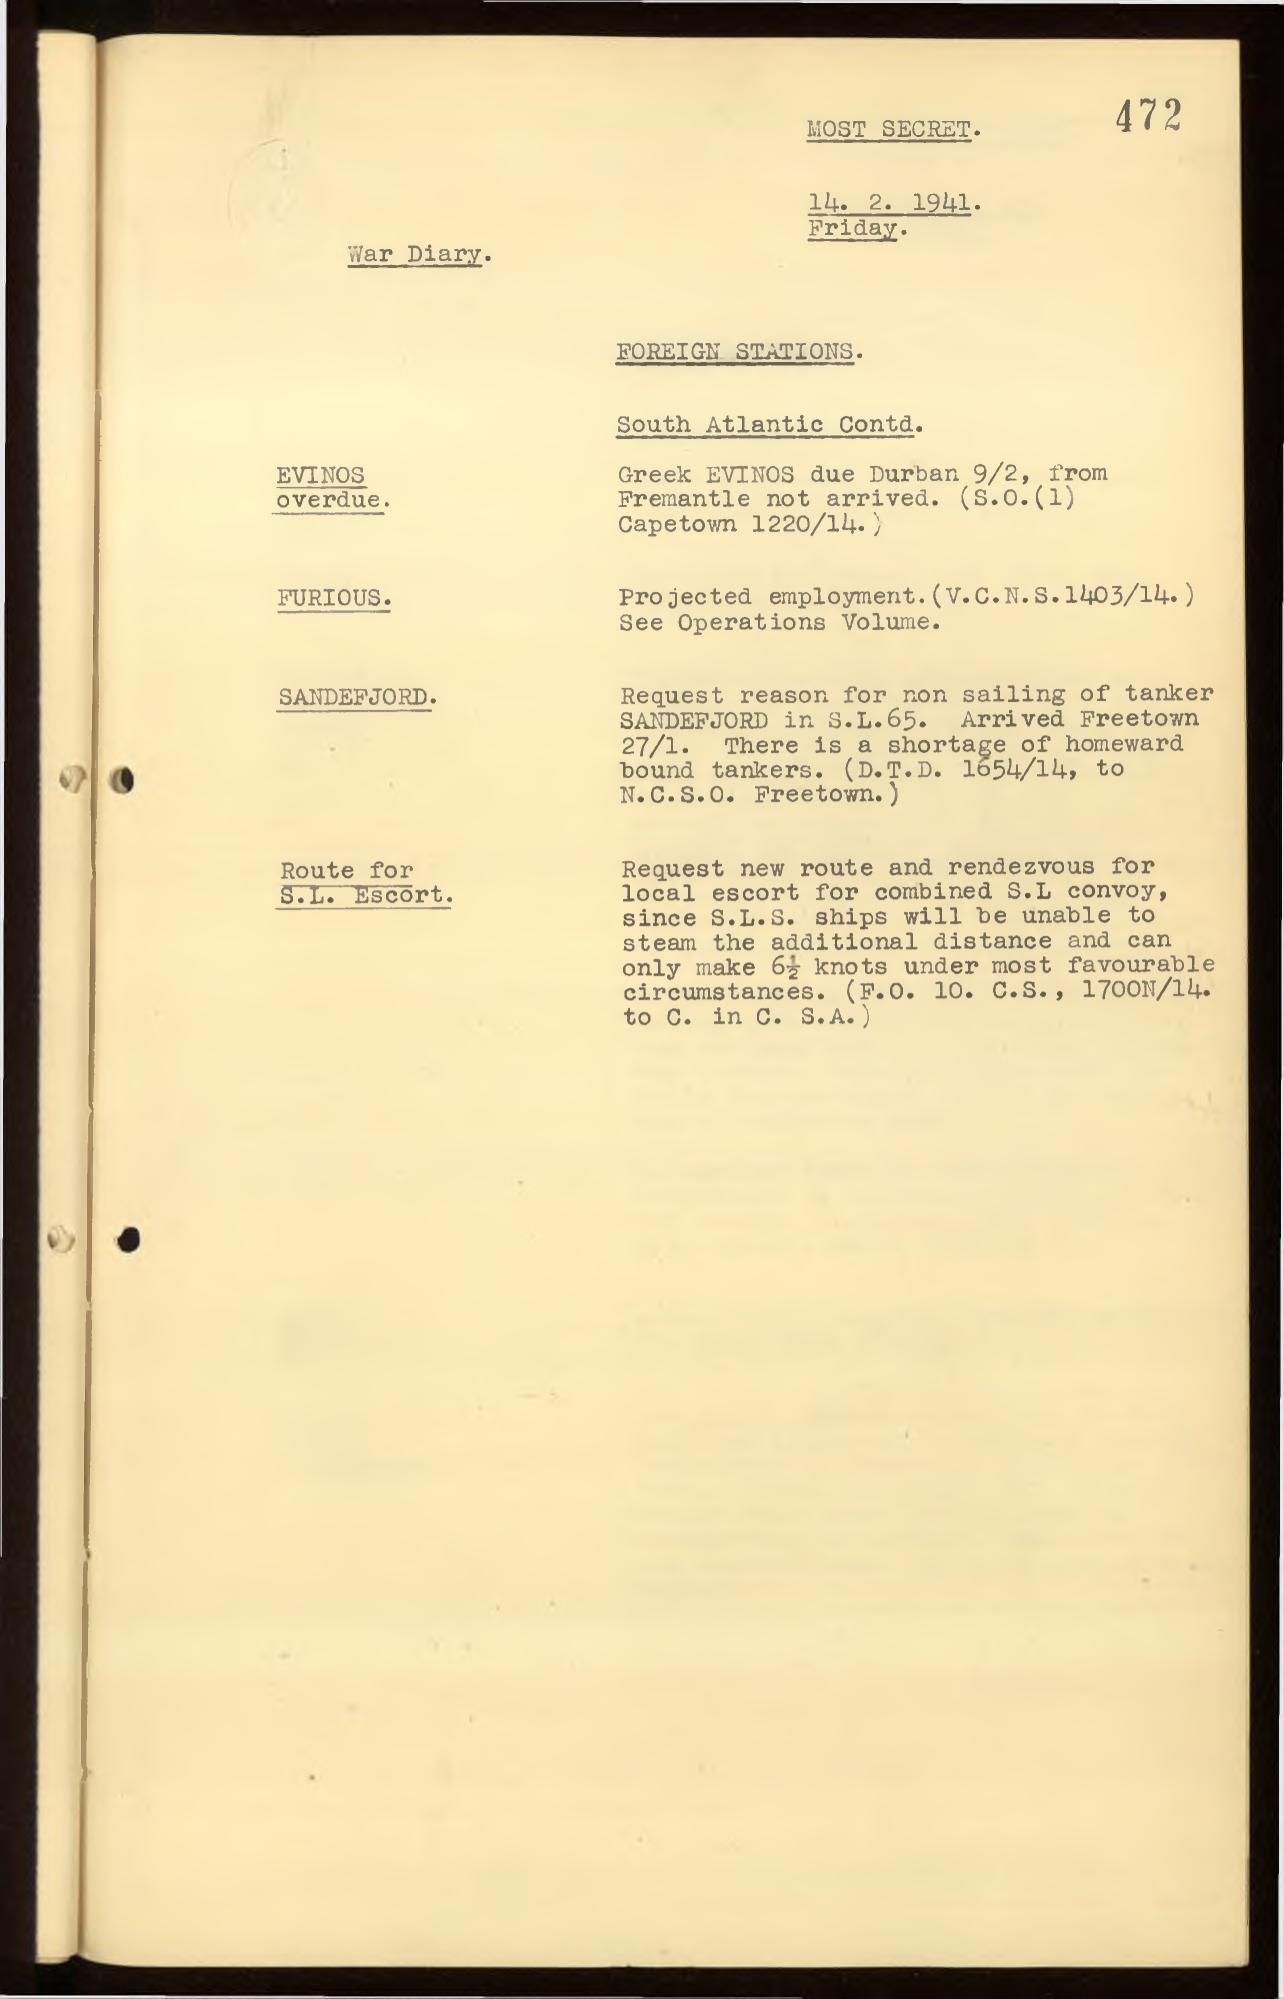 472
MOST SECRET.
14. 2. 1941.
Friday.
War Diary.
FOREIGN STATIONS.
South Atlantic Contd.
EVINOS
overdue.
Greek EVINOS due Durban 9/2, from
Fremantle not arrived. (S.O.(1)
Capetown 1220/14.)
FURIOUS.
Projected employment.(V.C.N.S.1403/14.)
See Operations Volume.
SANDEFJORD.
Request reason for non sailing of tanker
SANDEFJORD in S.L.65. Arrived Freetown
27/1. There is a shortage of homeward
bound tankers. (D.T.D. 1654/14, to
N.C.S.O. Freetown.)
Route for
S.L. Escort.
Request new route and rendezvous for
local escort for combined S.L convoy,
since S.L.S. ships will be unable to
steam the additional distance and can
only make 6½ knots under most favourable
circumstances. (F.O. 10. C.S., 1700N/14.
to C. in C. S.A.)